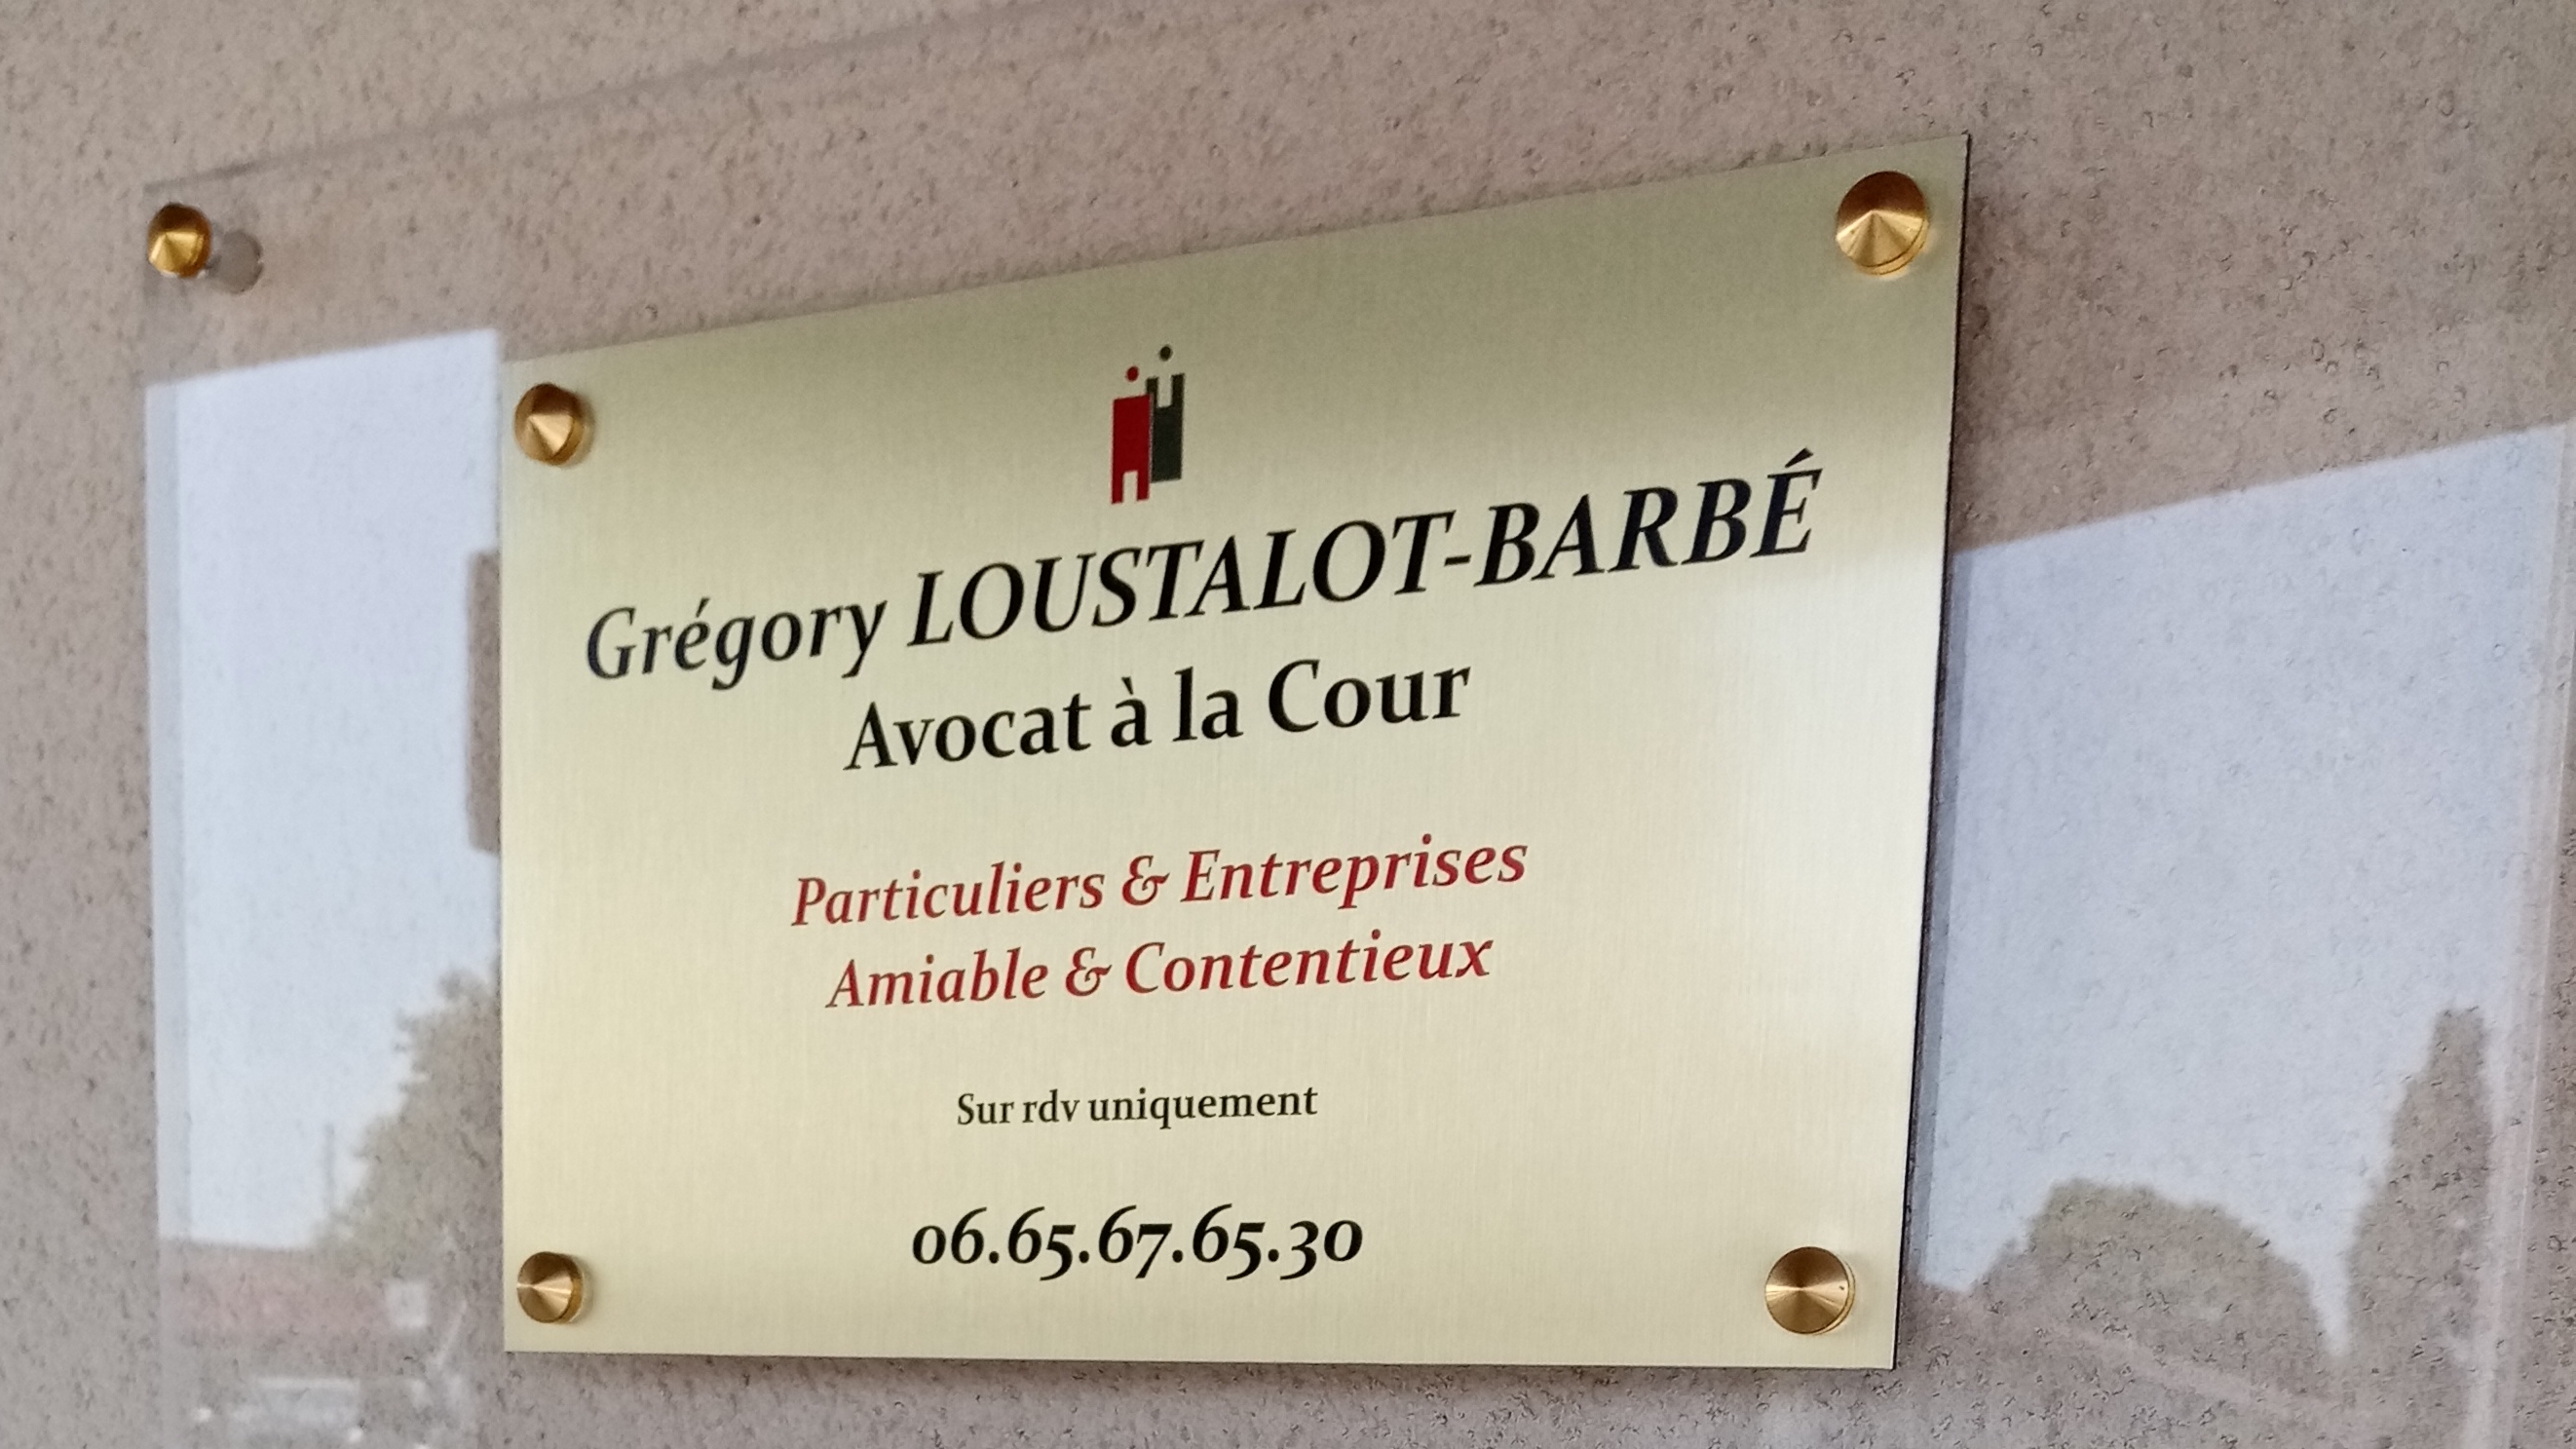 Grégory LOUSTALOT-BARBÉ
Avocat à la Cour
Particuliers & Entreprises
Amiable & Contentieux
Sur rdv uniquement
06.65.67.65.30